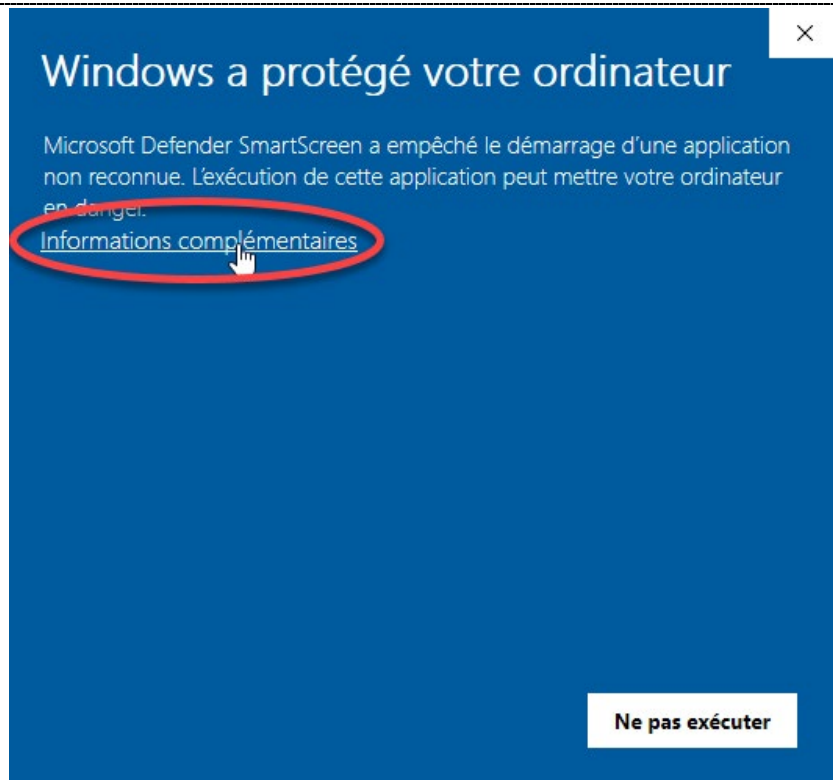 Windows a protégé votre ordinateur
Microsoft Defender SmartScreen a empêché le démarrage d'une application
non reconnue. L'exécution de cette application peut mettre votre ordinateur
en danger.
Informations complémentaires
Ne pas exécuter